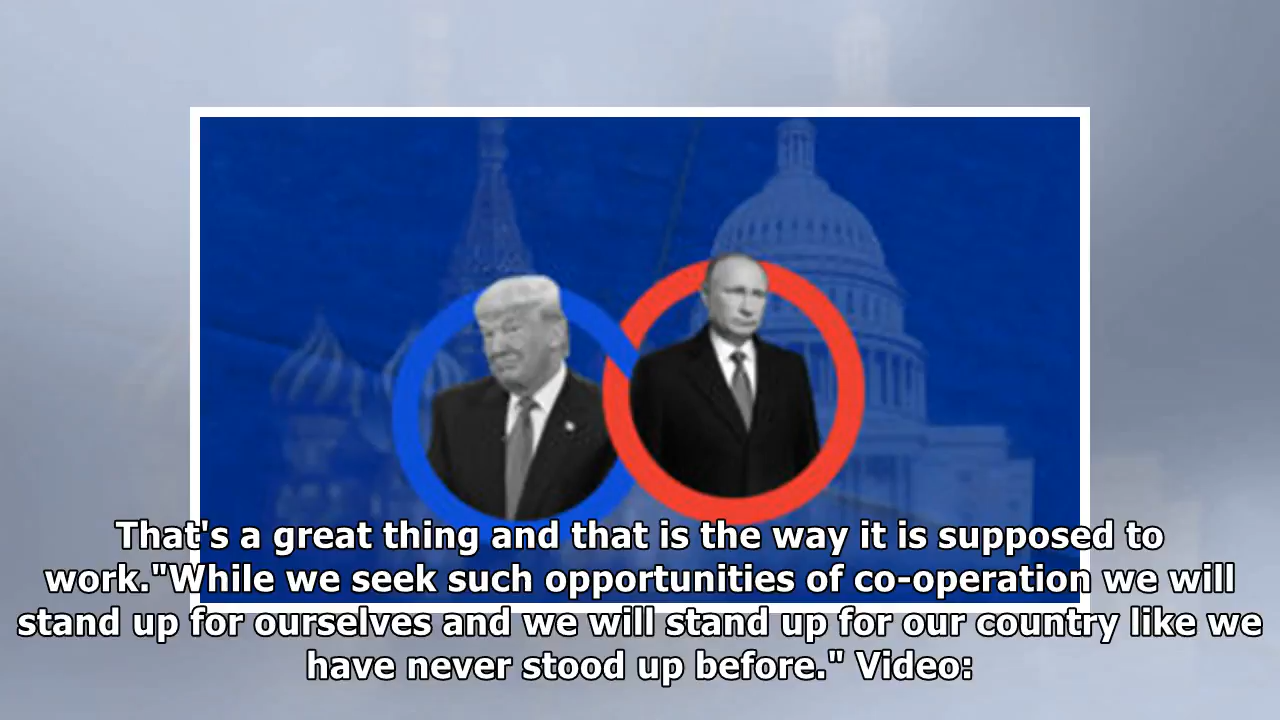 That's a great thing and that is the way it is supposed to
work."While we seek such opportunities of co-operation we will
stand up for ourselves and we will stand up for our country like we
have never stood up before." Video: